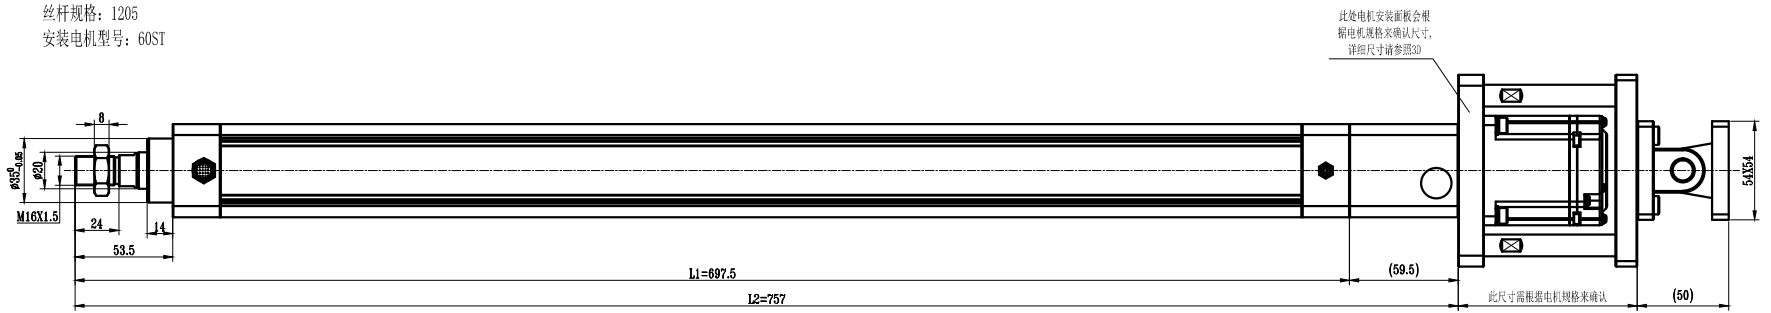 丝杆规格：1205
安装电机型号：60ST
此处电机安装面板会根
据电机规格来确认尺寸,
详细尺寸请参照3D
8
ø35 0 -0.05
ø20
M16X1.5
24
14
53.5
54X54
L1=697.5
(59.5)
L2=757
此尺寸需根据电机规格来确认
(50)